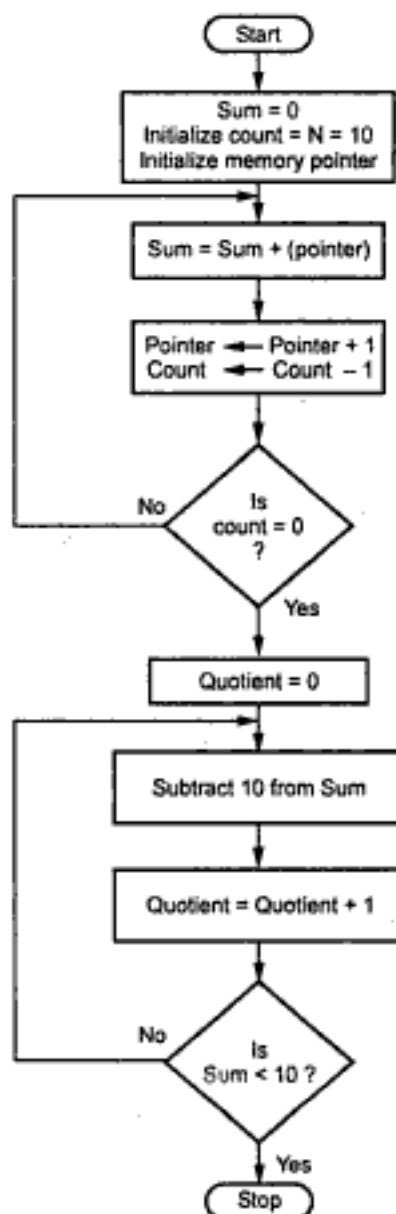 Start
Sum = 0
Initialize count = N = 10
Initialize memory pointer
Sum = Sum + (pointer)
Pointer ← Pointer + 1
Count ← Count – 1
Is
count = 0
?
No
Yes
Quotient = 0
Subtract 10 from Sum
Quotient = Quotient + 1
Is
Sum < 10 ?
No
Yes
Stop